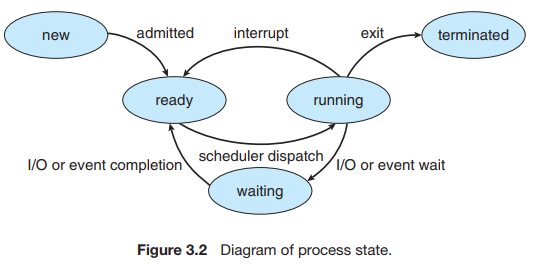 new
admitted
interrupt
exit
terminated
ready
running
scheduler dispatch
I/O or event completion
I/O or event wait
waiting
Figure 3.2 Diagram of process state.